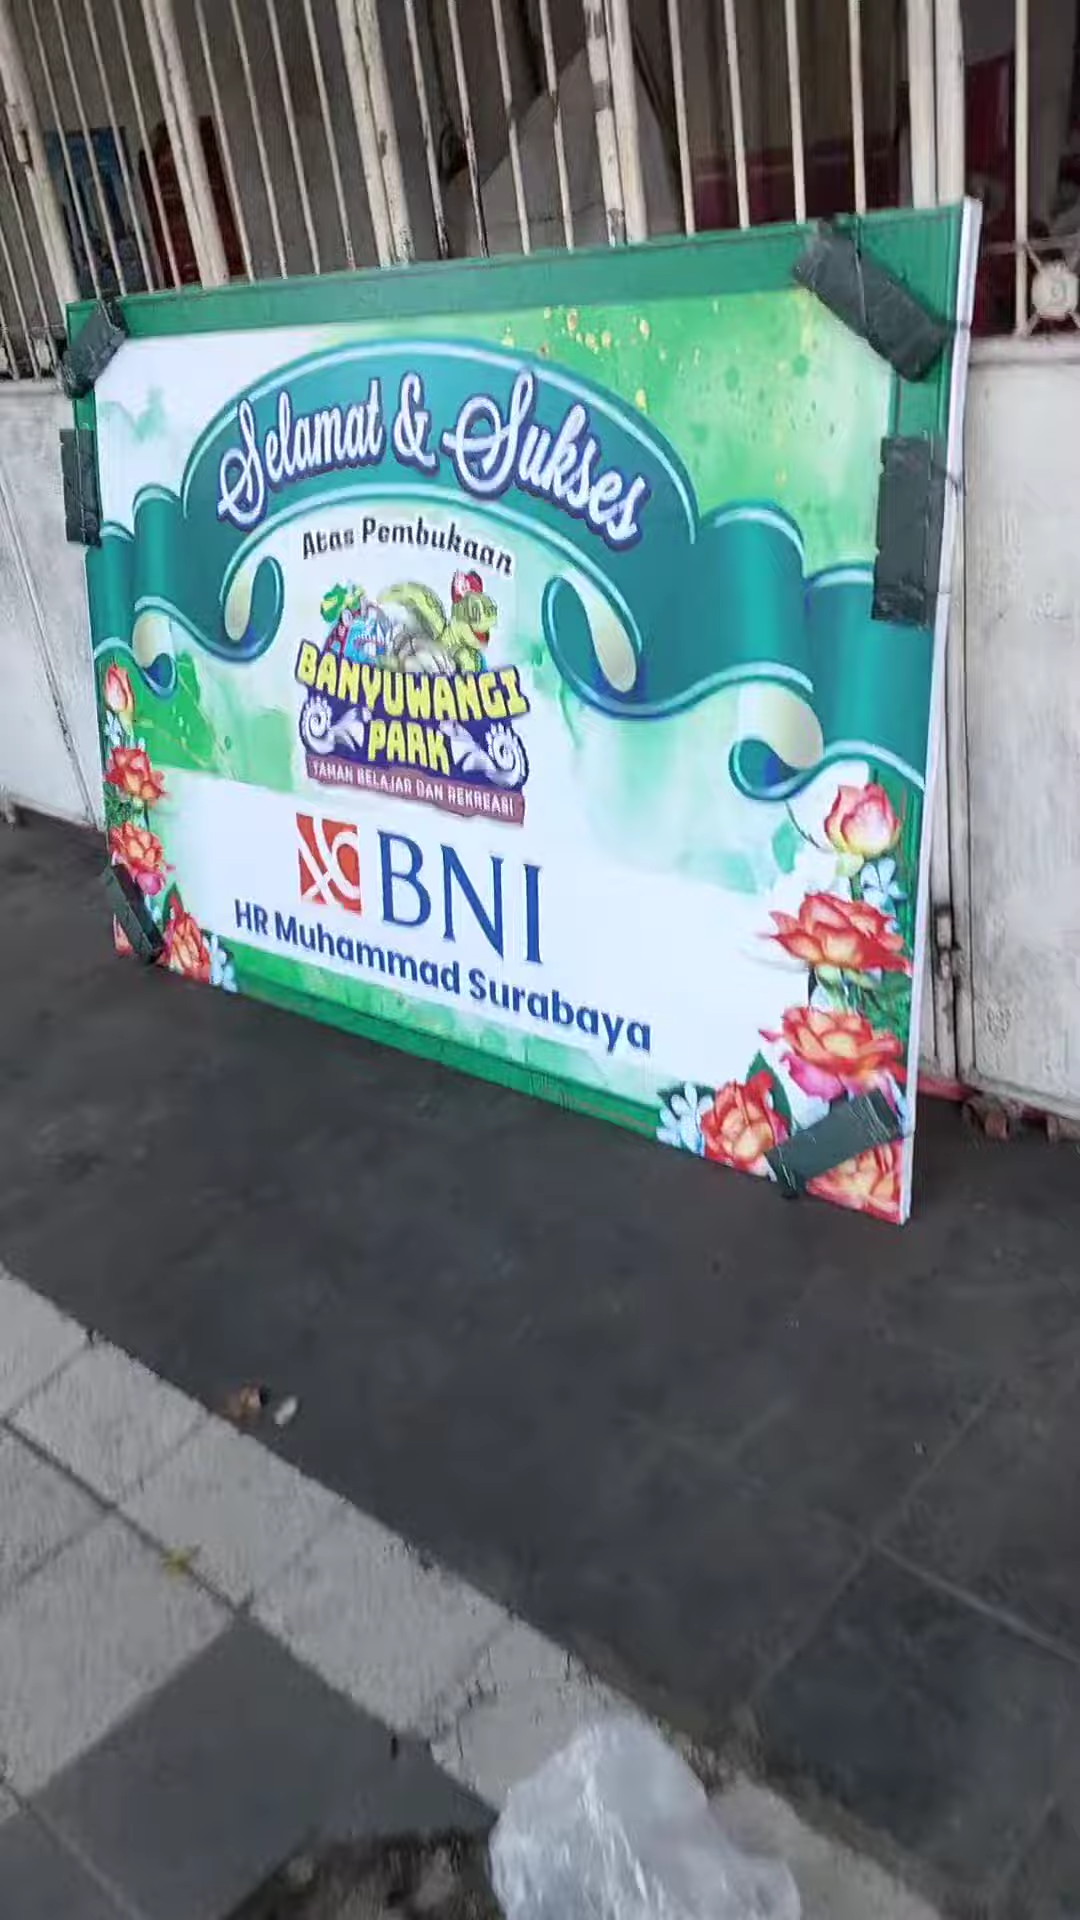 Selamat & Sukses
Atas Pembukaan
BANYUWANGI
PARK
TAMAN BELAJAR DAN REKREASI
BNI
HR Muhammad Surabaya